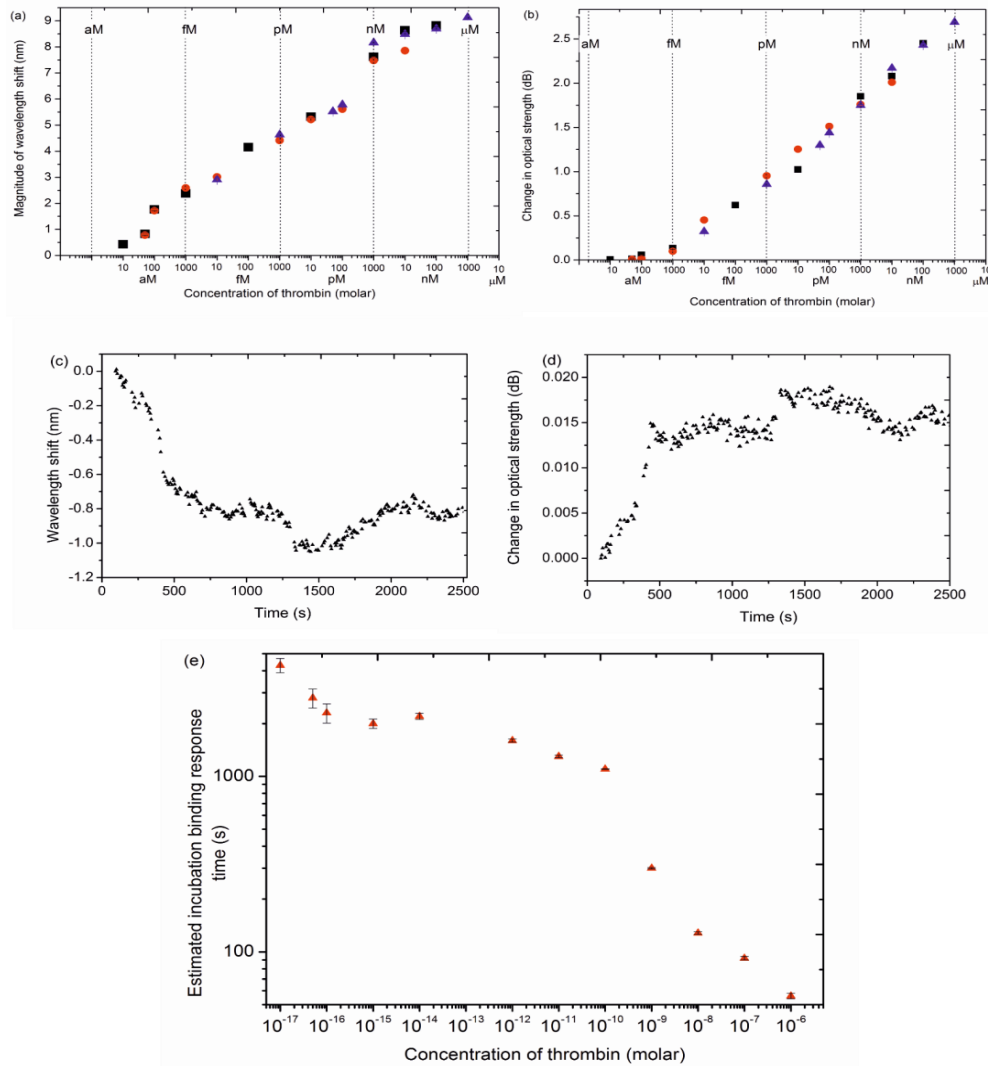 (a)
aM fM pM nM µM
Magnitude of wavelength shift (nm)
9
8
7
6
5
4
3
2
1
0
10 100 1000 10 100 1000 10 100 1000 10 100 1000 10
aM fM pM nM µM
Concentration of thrombin (molar)
(b)
aM fM pM nM µM
Change in optical strength (dB)
2.5
2.0
1.5
1.0
0.5
0.0
10 100 1000 10 100 1000 10 100 1000 10 100 1000 10
aM fM pM nM µM
Concentration of thrombin (molar)
(c)
Wavelength shift (nm)
0.0
-0.2
-0.4
-0.6
-0.8
-1.0
-1.2
0 500 1000 1500 2000 2500
Time (s)
(d)
Change in optical strength (dB)
0.020
0.015
0.010
0.005
0.000
0 500 1000 1500 2000 2500
Time (s)
(e)
Estimated incubation binding response
time (s)
1000
100
10⁻¹⁷ 10⁻¹⁶ 10⁻¹⁵ 10⁻¹⁴ 10⁻¹³ 10⁻¹² 10⁻¹¹ 10⁻¹⁰ 10⁻⁹ 10⁻⁸ 10⁻⁷ 10⁻⁶
Concentration of thrombin (molar)